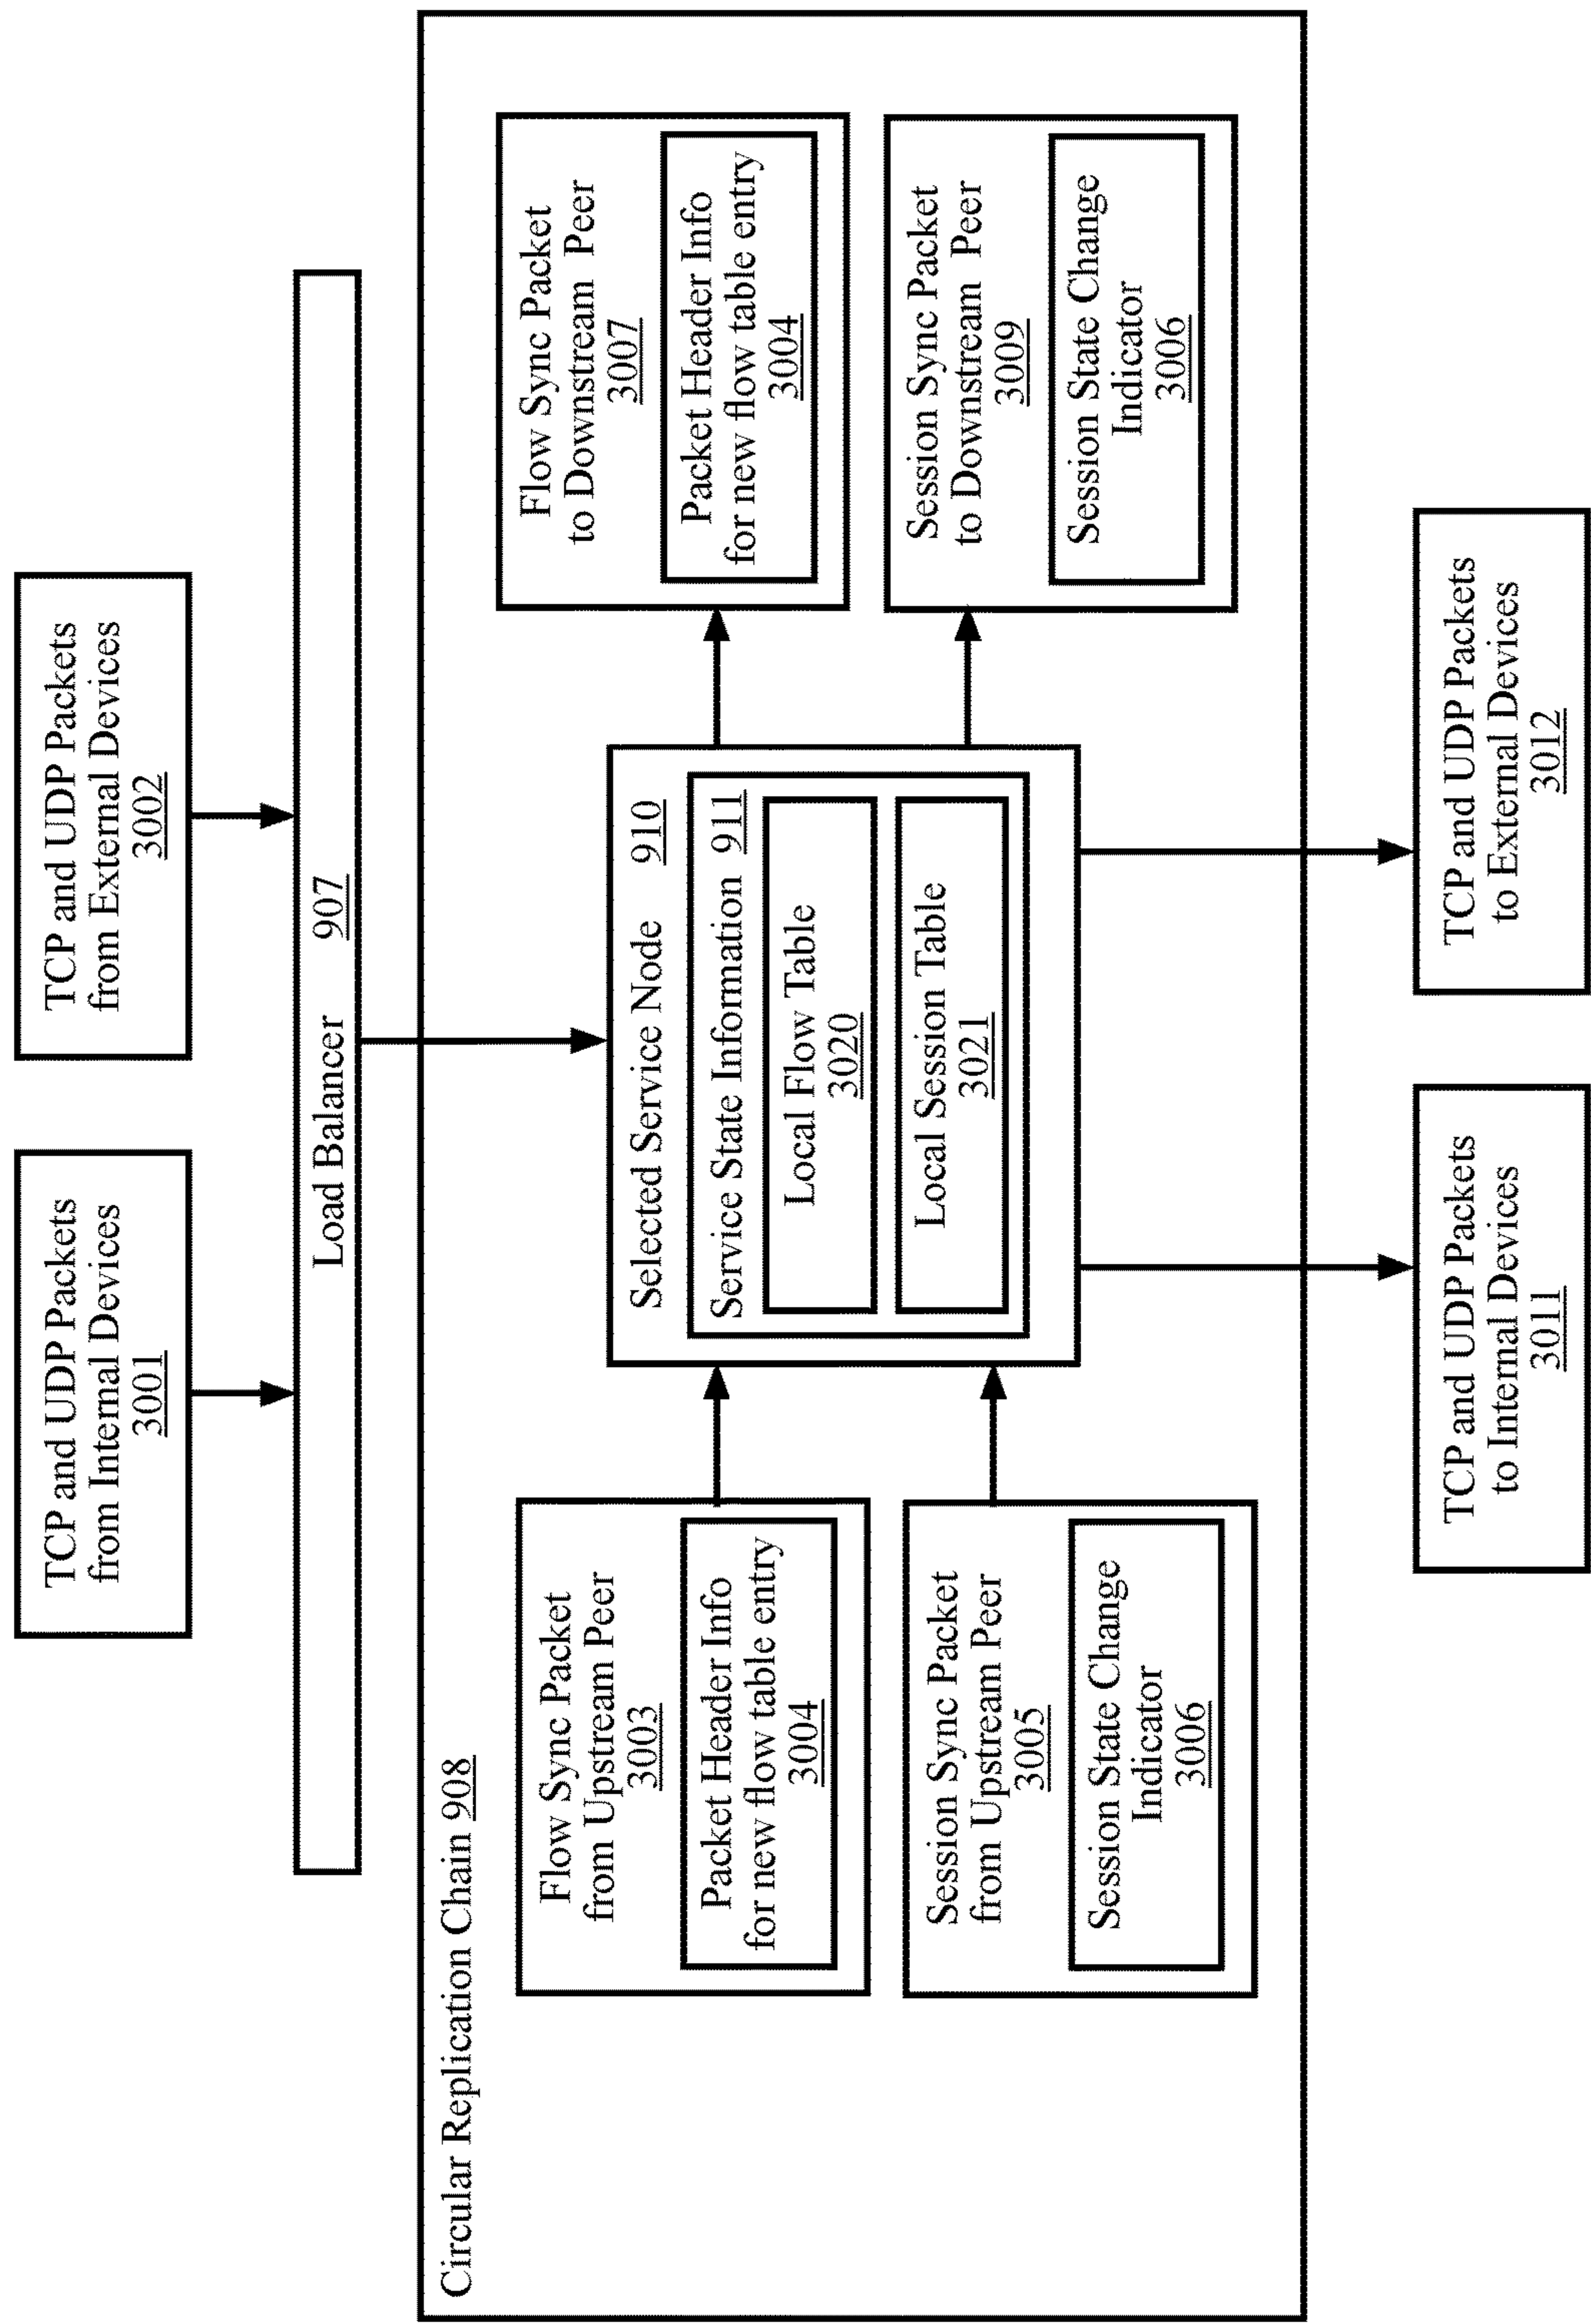 TCP and UDP Packets
from Internal Devices
3001
TCP and UDP Packets
from External Devices
3002
Load Balancer 907
Circular Replication Chain 908
Flow Sync Packet
from Upstream Peer
3003
Packet Header Info
for new flow table entry
3004
Session Sync Packet
from Upstream Peer
3005
Session State Change
Indicator
3006
Selected Service Node 910
Service State Information 911
Local Flow Table
3020
Local Session Table
3021
Flow Sync Packet
to Downstream Peer
3007
Packet Header Info
for new flow table entry
3004
Session Sync Packet
to Downstream Peer
3009
Session State Change
Indicator
3006
TCP and UDP Packets
to Internal Devices
3011
TCP and UDP Packets
to External Devices
3012